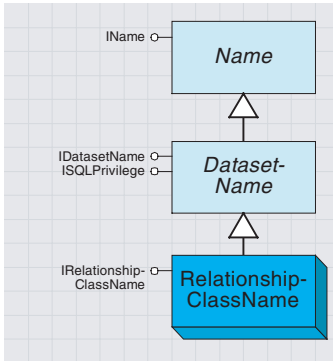 IName
Name
IDatasetName
ISQLPrivilege
Dataset-
Name
IRelationship-
ClassName
Relationship-
ClassName